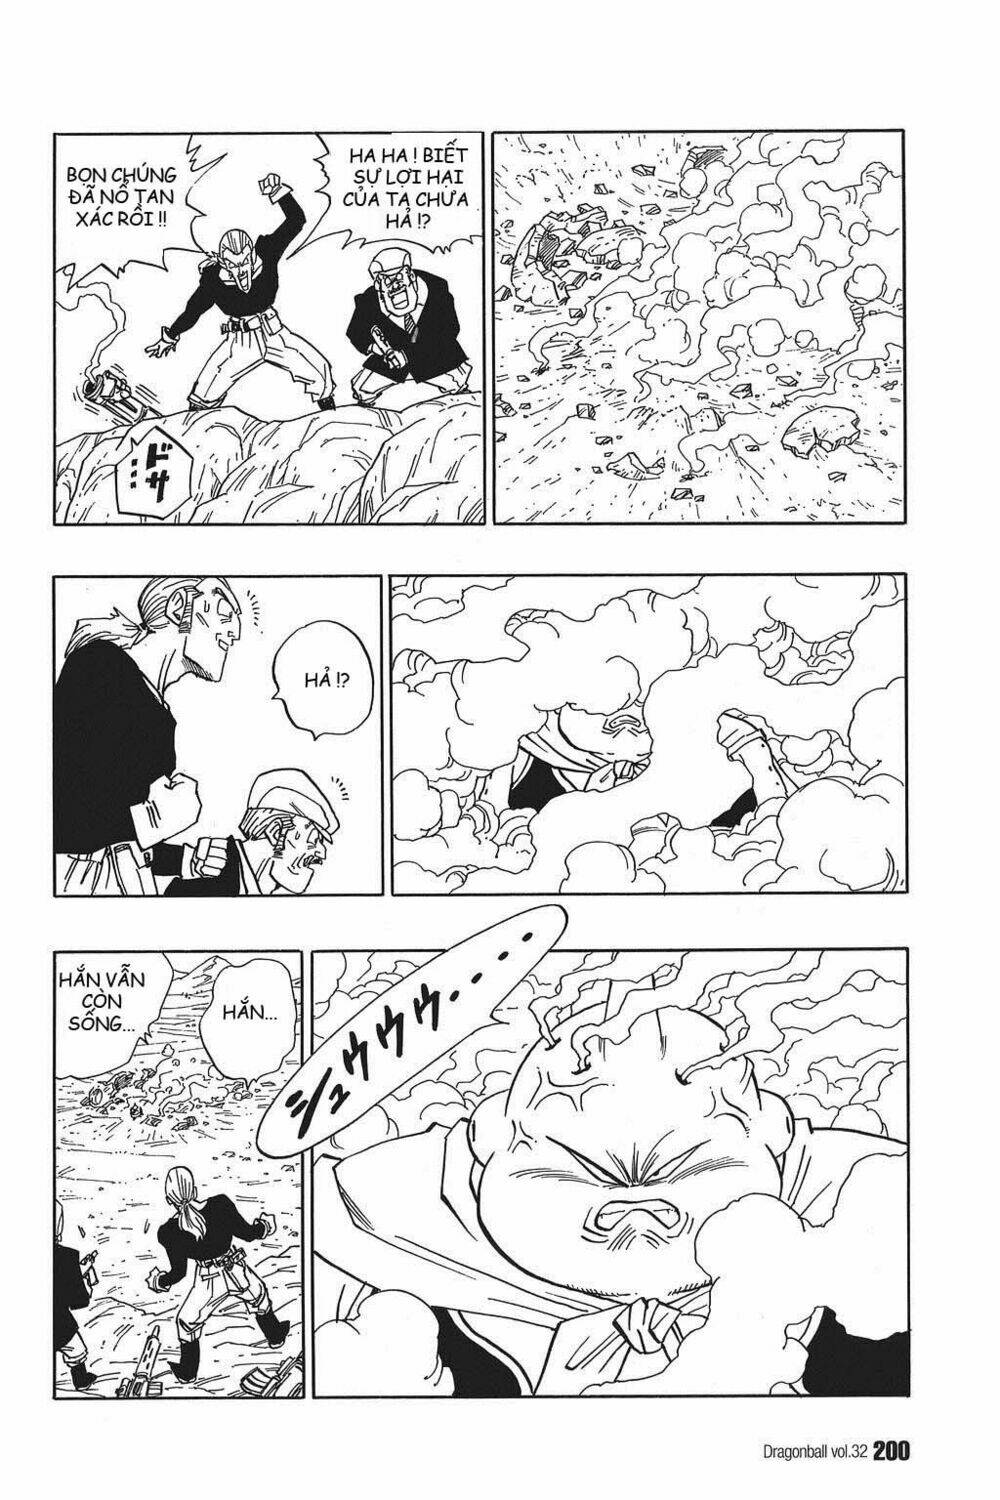 HA HA ! BIẾT
SỰ LỢI HẠI
CỦA TA CHƯA
HẢ !?
BỌN CHÚNG
ĐÃ NỔ TAN
XÁC RỒI !!
ドサ…
HẢ !?
シュウウウ・・・・・・
HẮN...
HẮN VẪN
CÒN
SỐNG...
Dragonball vol.32 200